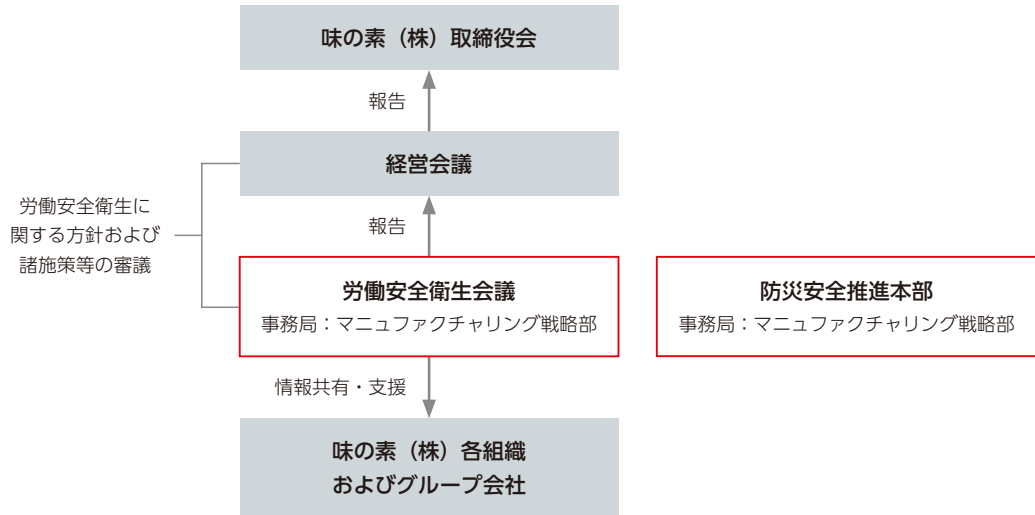 味の素（株）取締役会
報告
経営会議
労働安全衛生に
関する方針および
諸施策等の審議
報告
労働安全衛生会議
事務局：マニュファクチャリング戦略部
防災安全推進本部
事務局：マニュファクチャリング戦略部
情報共有・支援
味の素（株）各組織
およびグループ会社